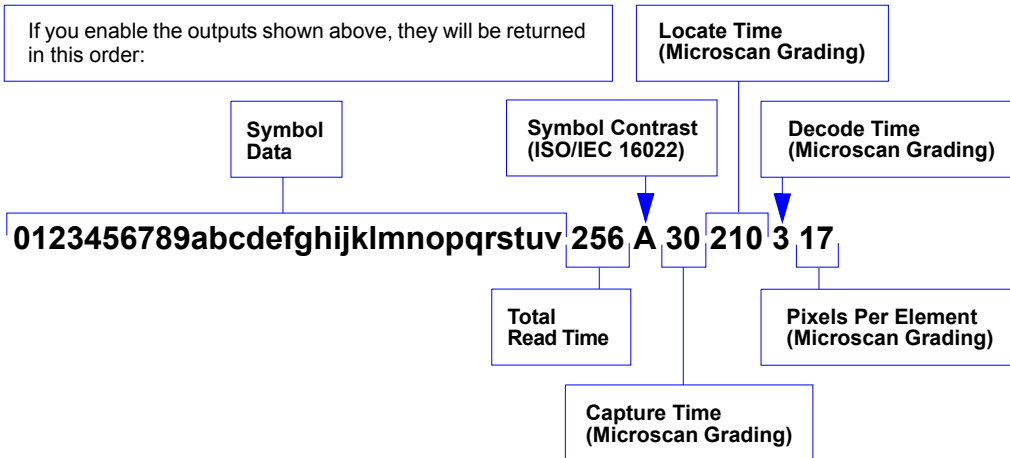 If you enable the outputs shown above, they will be returned
in this order:
Locate Time
(Microscan Grading)
Symbol
Data
Symbol Contrast
(ISO/IEC 16022)
Decode Time
(Microscan Grading)
0123456789abcdefghijklmnopqrstuv 256 A 30 210 3 17
Total
Read Time
Pixels Per Element
(Microscan Grading)
Capture Time
(Microscan Grading)